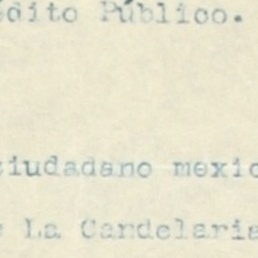 édito Público.
ciudadano mexic
e La Candelaria